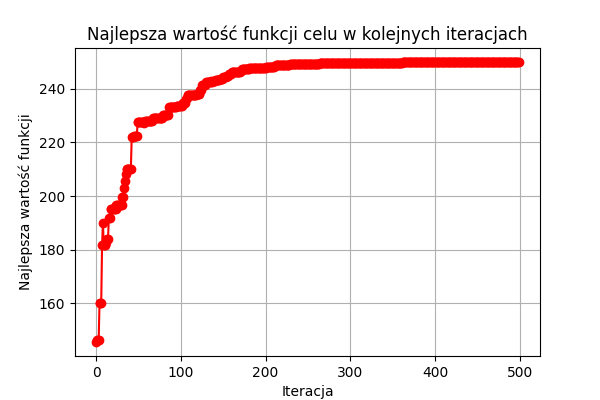 Najlepsza wartość funkcji celu w kolejnych iteracjach
Najlepsza wartość funkcji
240
220
200
180
160
0 100 200 300 400 500
Iteracja